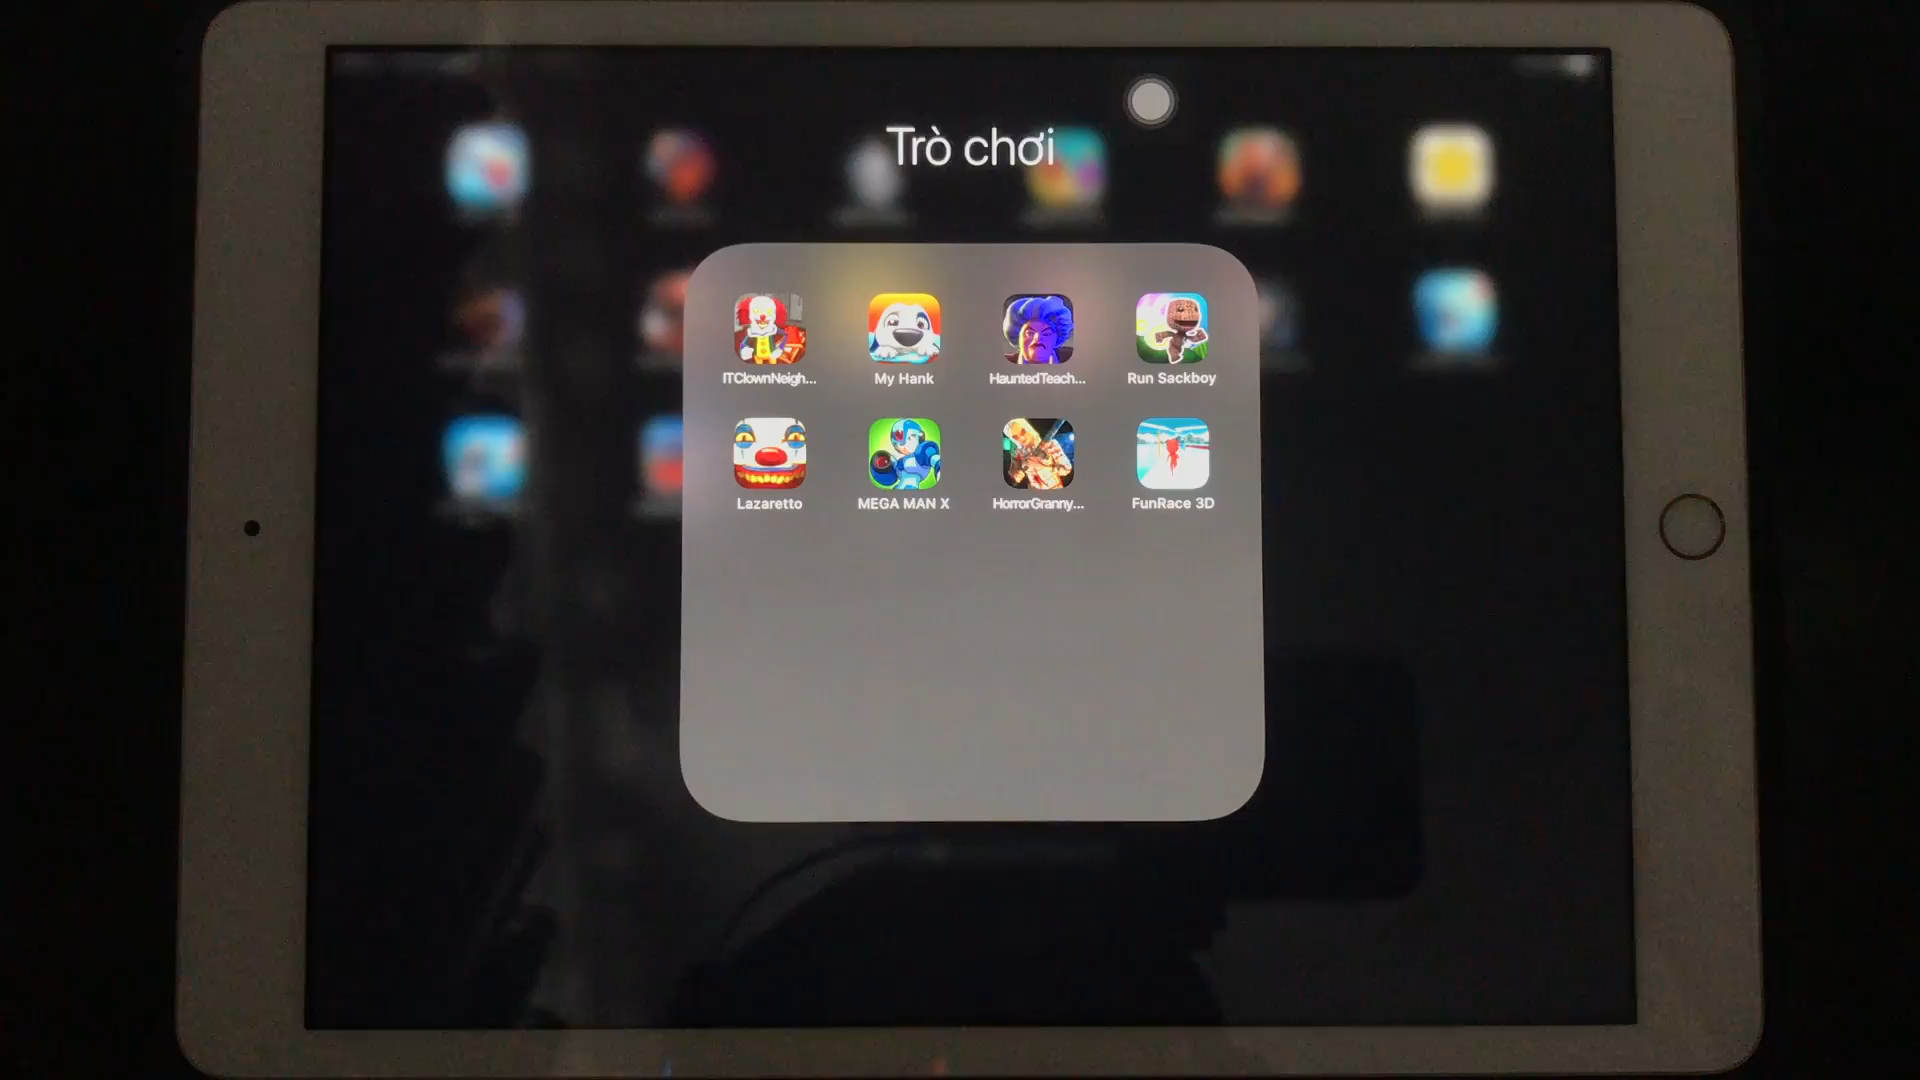 Trò chơi
ITClownNeigh...
My Hank
HauntedTeach...
Run Sackboy
Lazaretto
MEGA MAN X
HorrorGranny...
FunRace 3D